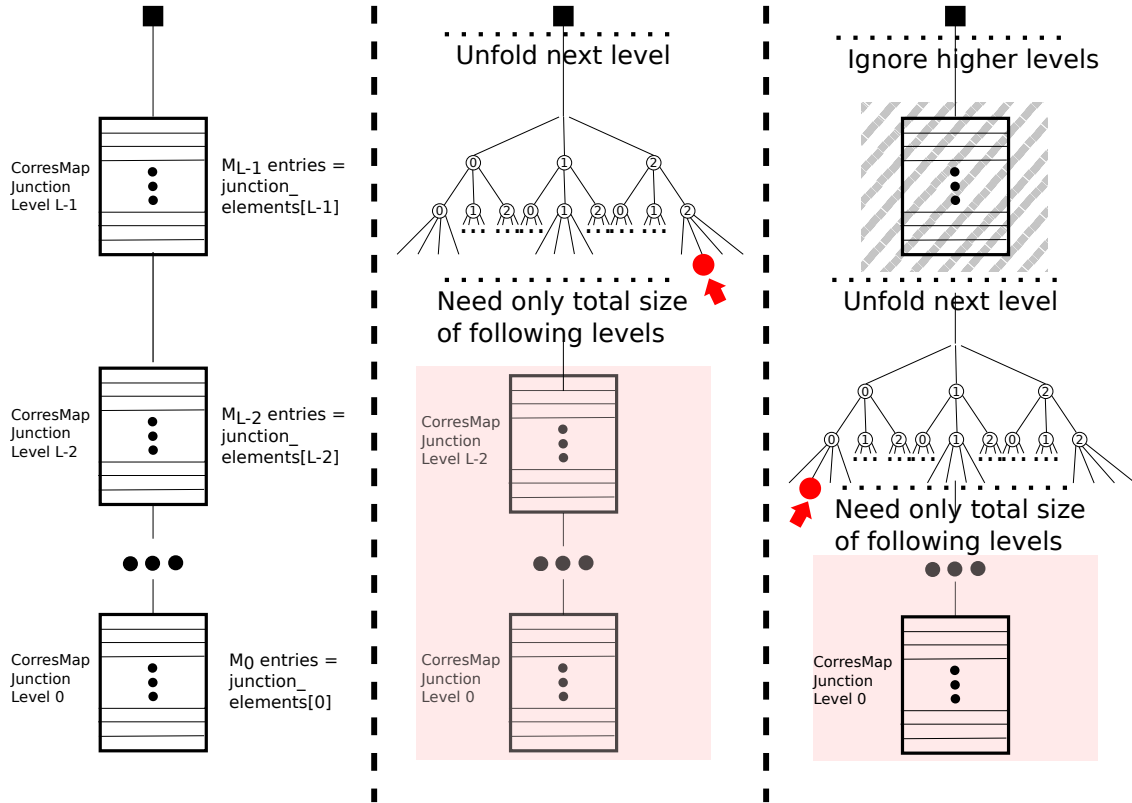 CorresMap
Junction
Level L-1
M_L-1 entries =
junction_
elements[L-1]
CorresMap
Junction
Level L-2
M_L-2 entries =
junction_
elements[L-2]
CorresMap
Junction
Level 0
M_0 entries =
junction_
elements[0]
Unfold next level
0 1 2
0 1 2 0 1 2 0 1 2
Need only total size
of following levels
CorresMap
Junction
Level L-2
CorresMap
Junction
Level 0
Ignore higher levels
Unfold next level
0 1 2
0 1 2 0 1 2 0 1 2
Need only total size
of following levels
CorresMap
Junction
Level 0